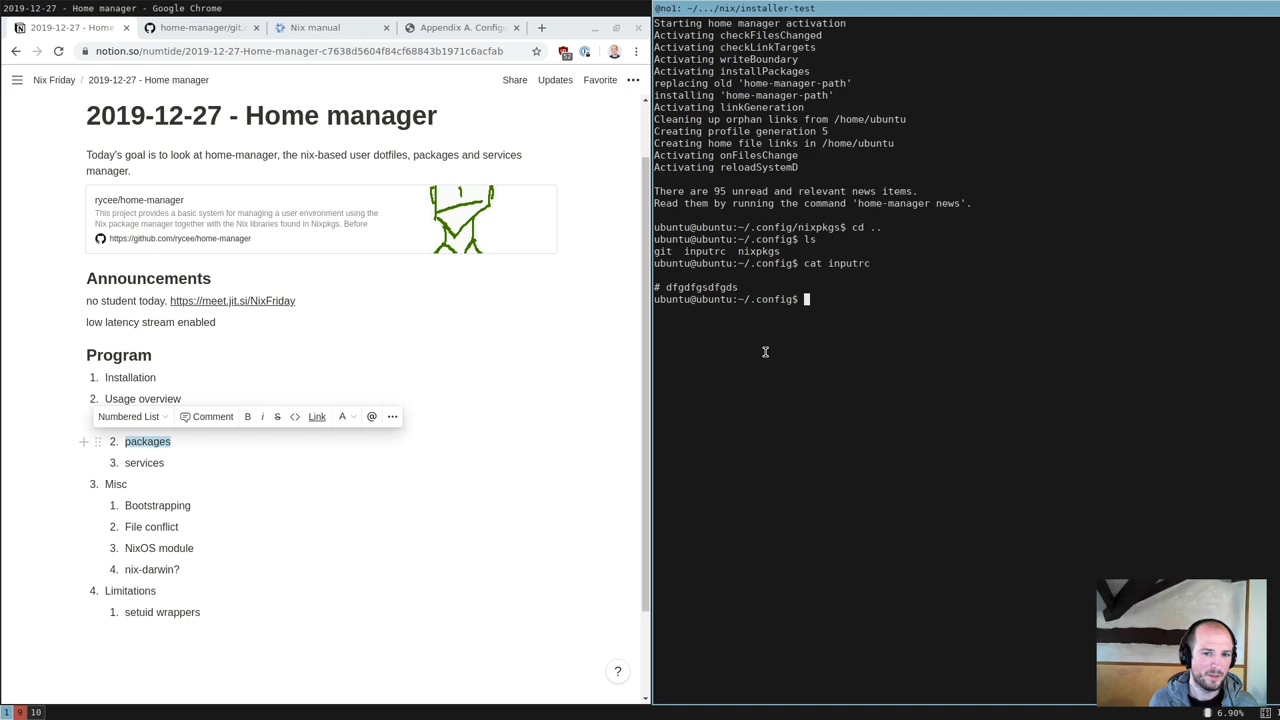 2019-12-27 - Home manager - Google Chrome
2019-12-27 - Home
home-manager/git.n
Nix manual
Appendix A. Config
notion.so/numtide/2019-12-27-Home-manager-c7638d5604f84cf68843b1971c6acfab
52
Nix Friday / 2019-12-27 - Home manager
Share Updates Favorite
2019-12-27 - Home manager
Today's goal is to look at home-manager, the nix-based user dotfiles, packages and services
manager.
rycee/home-manager
This project provides a basic system for managing a user environment using the
Nix package manager together with the Nix libraries found in Nixpkgs. Before
https://github.com/rycee/home-manager
Announcements
no student today. https://meet.jit.si/NixFriday
low latency stream enabled
Program
1. Installation
2. Usage overview
Numbered List Comment B i S <> Link A @
2. packages
3. services
3. Misc
1. Bootstrapping
2. File conflict
3. NixOS module
4. nix-darwin?
4. Limitations
1. setuid wrappers
?
@no1: ~/.../nix/installer-test
Starting home manager activation
Activating checkFilesChanged
Activating checkLinkTargets
Activating writeBoundary
Activating installPackages
replacing old 'home-manager-path'
installing 'home-manager-path'
Activating linkGeneration
Cleaning up orphan links from /home/ubuntu
Creating profile generation 5
Creating home file links in /home/ubuntu
Activating onFilesChange
Activating reloadSystemD
There are 95 unread and relevant news items.
Read them by running the command 'home-manager news'.
ubuntu@ubuntu:~/.config/nixpkgs$ cd ..
ubuntu@ubuntu:~/.config$ ls
git inputrc nixpkgs
ubuntu@ubuntu:~/.config$ cat inputrc
# dfgdfgsdfgds
ubuntu@ubuntu:~/.config$
1 9 10
6.90%